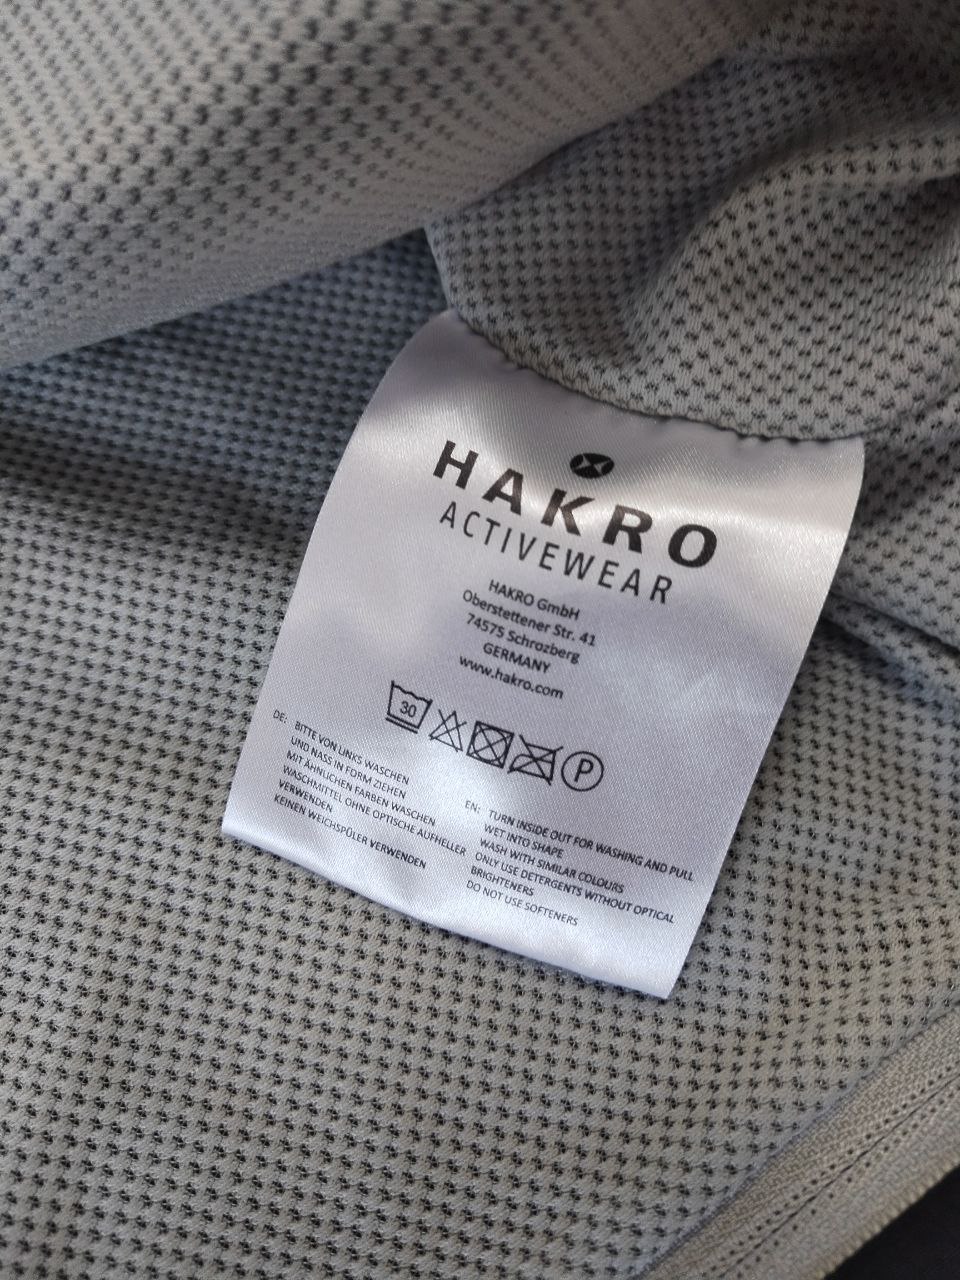 HAKRO
ACTIVEWEAR
HAKRO GmbH
Oberstettener Str. 41
74575 Schrozberg
GERMANY
www.hakro.com
30
P
DE: BITTE VON LINKS WASCHEN
UND NASS IN FORM ZIEHEN
MIT ÄHNLICHEN FARBEN WASCHEN
WASCHMITTEL OHNE OPTISCHE AUFHELLER
VERWENDEN
KEINEN WEICHSPÜLER VERWENDEN
EN: TURN INSIDE OUT FOR WASHING AND PULL
WET INTO SHAPE
WASH WITH SIMILAR COLOURS
ONLY USE DETERGENTS WITHOUT OPTICAL
BRIGHTENERS
DO NOT USE SOFTENERS